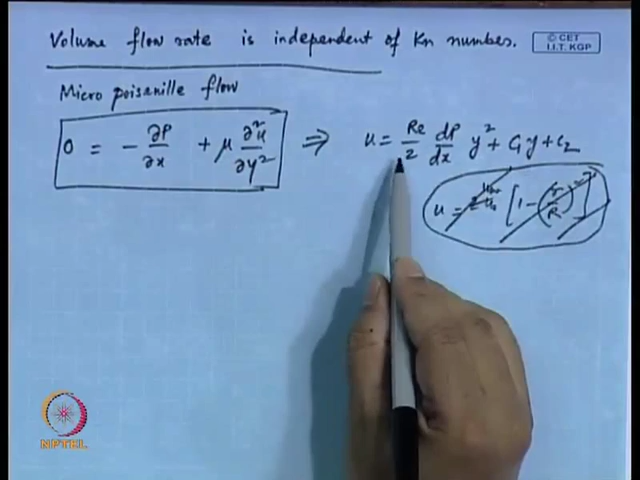 Volume flow rate is independent of Kn number.
© CET
I.I.T. KGP
Micro poisanille flow
0 = - ∂P/∂x + μ ∂²u/∂y² ⇒ u = Re/2 dP/dx y² + C₁y + C₂
u = [1 - (r/R)²]
NPTEL